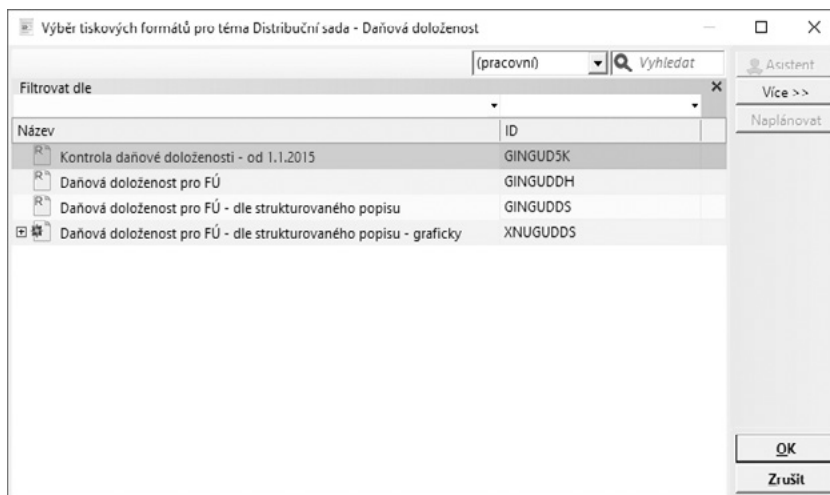 Výběr tiskových formátů pro téma Distribuční sada - Daňová doloženost
(pracovní) Vyhledat
Asistent
Filtrovat dle
Více >>
Naplánovat
Název ID
Kontrola daňové doloženosti - od 1.1.2015 GINGUD5K
Daňová doloženost pro FÚ GINGUDDH
Daňová doloženost pro FÚ - dle strukturovaného popisu GINGUDDS
Daňová doloženost pro FÚ - dle strukturovaného popisu - graficky XNUGUDDS
OK
Zrušit